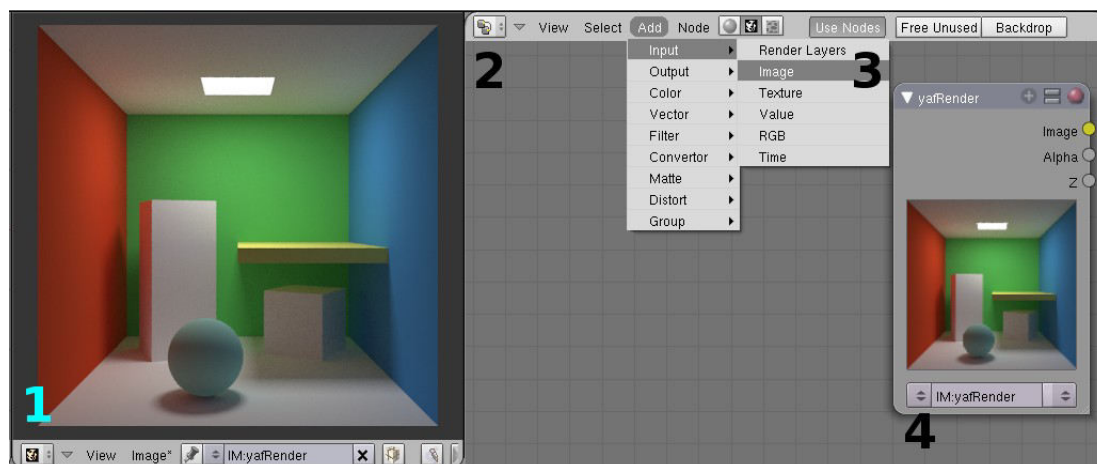 View Select Add Node Use Nodes Free Unused Backdrop
2
Input
Output
Color
Vector
Filter
Convertor
Matte
Distort
Group
Render Layers
Image
Texture
Value
RGB
Time
3
yafRender
Image
Alpha
Z
IM:yafRender
4
1
View Image* IM:yafRender X